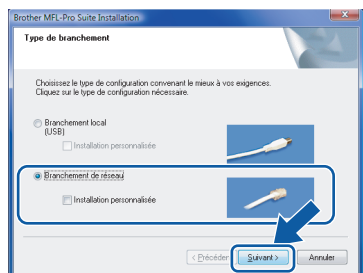 Brother MFL-Pro Suite Installation
Type de branchement
Choisissez le type de configuration convenant le mieux à vos exigences.
Cliquez sur le type de configuration nécessaire.
Branchement local
(USB)
Installation personnalisée
Branchement de réseau
Installation personnalisée
< Précéder
Suivant >
Annuler